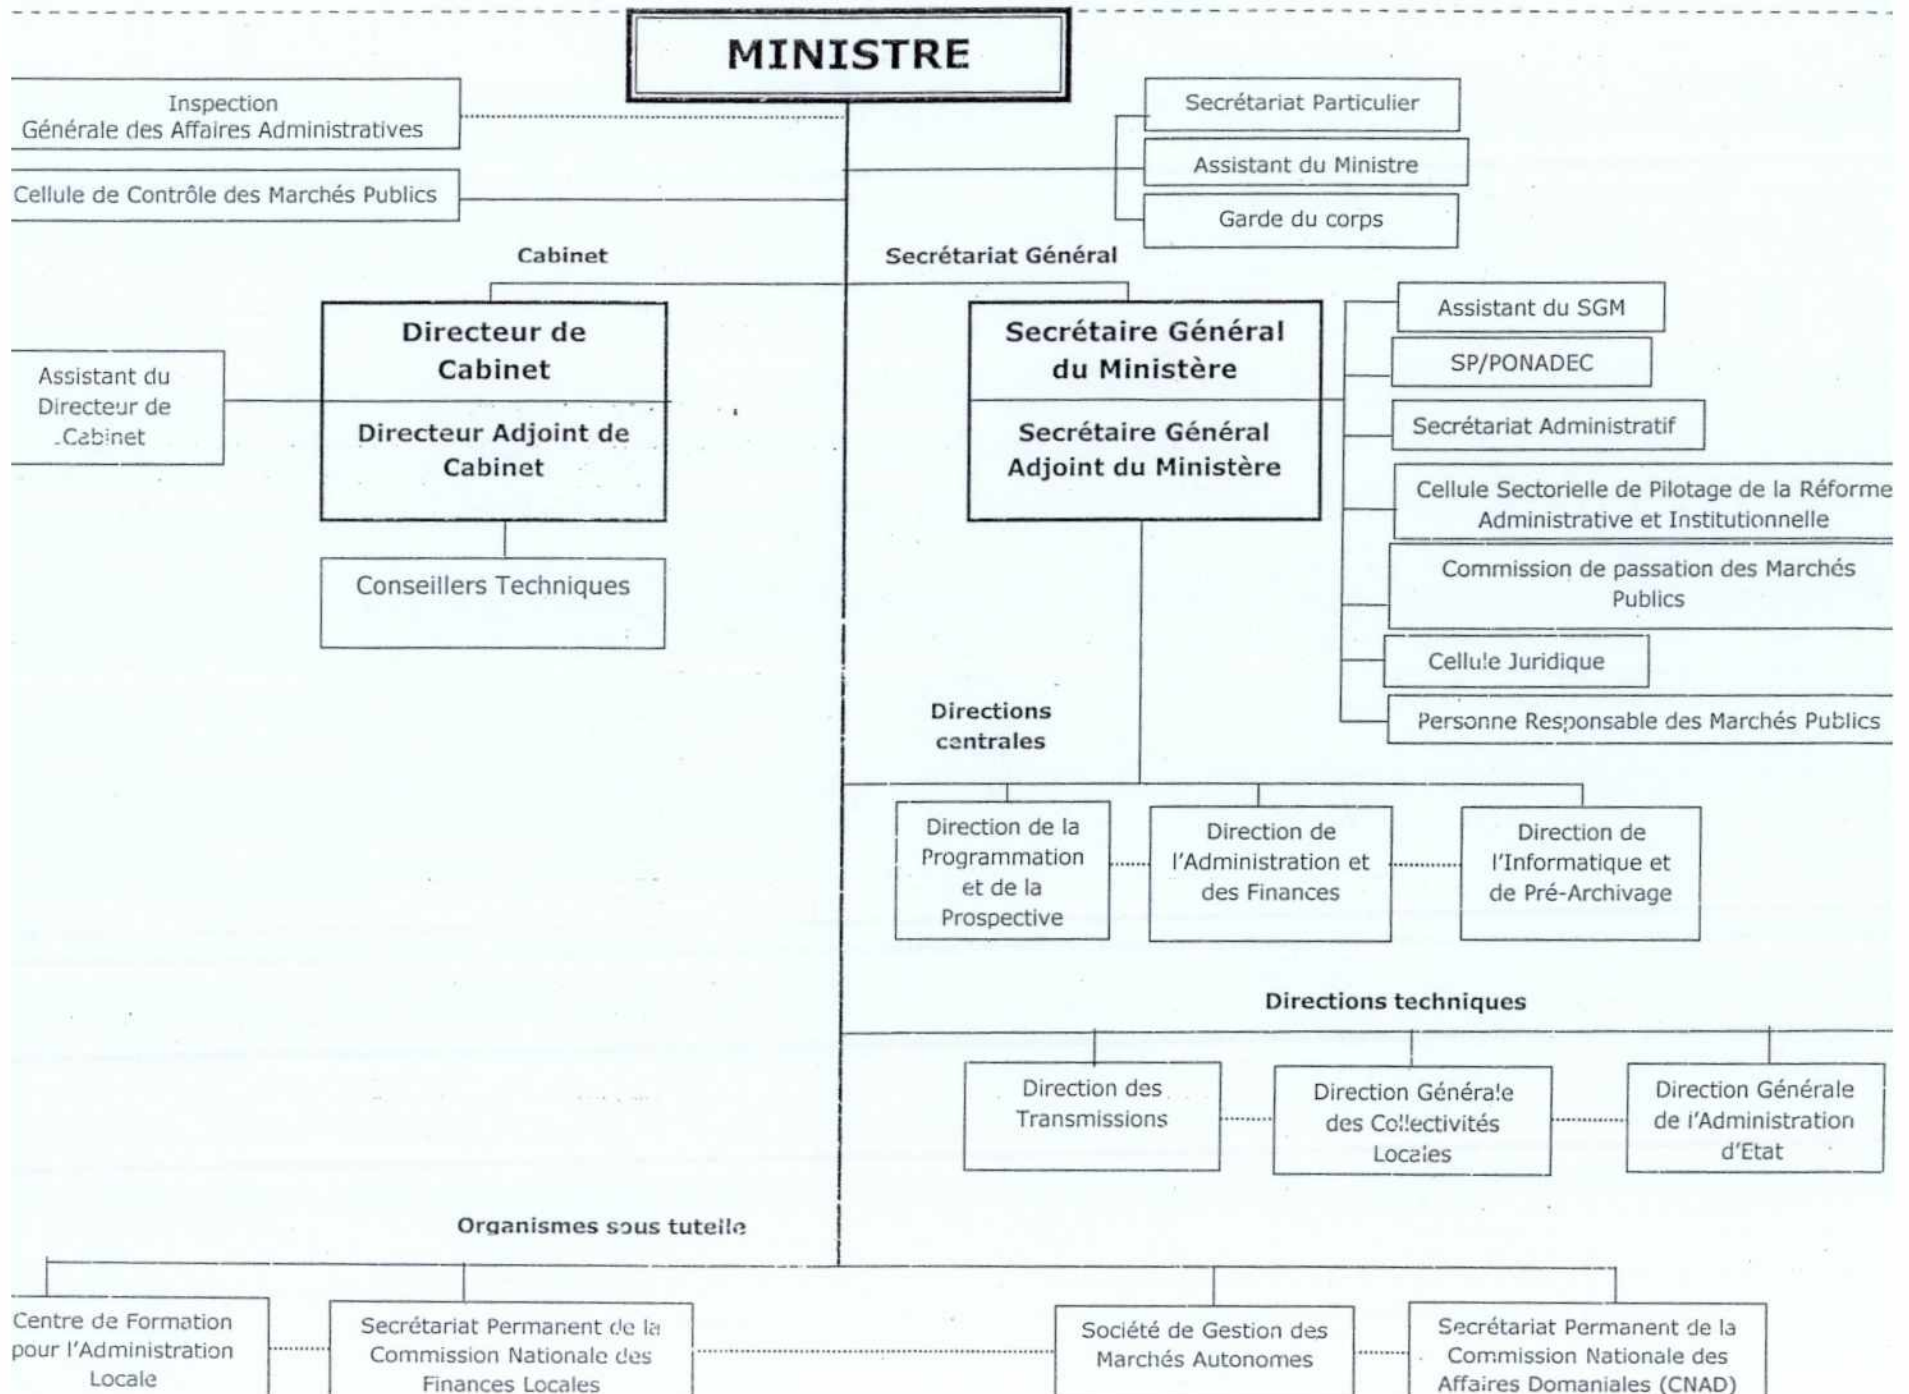 MINISTRE
Inspection
Générale des Affaires Administratives
Cellule de Contrôle des Marchés Publics
Secrétariat Particulier
Assistant du Ministre
Garde du corps
Cabinet
Secrétariat Général
Assistant du
Directeur de
Cabinet
Directeur de
Cabinet
Directeur Adjoint de
Cabinet
Conseillers Techniques
Secrétaire Général
du Ministère
Secrétaire Général
Adjoint du Ministère
Assistant du SGM
SP/PONADEC
Secrétariat Administratif
Cellule Sectorielle de Pilotage de la Réforme
Administrative et Institutionnelle
Commission de passation des Marchés
Publics
Cellule Juridique
Personne Responsable des Marchés Publics
Directions
centrales
Direction de la
Programmation
et de la
Prospective
Direction de
l'Administration et
des Finances
Direction de
l'Informatique et
de Pré-Archivage
Directions techniques
Direction des
Transmissions
Direction Générale
des Collectivités
Locales
Direction Générale
de l'Administration
d'Etat
Organismes sous tutelle
Centre de Formation
pour l'Administration
Locale
Secrétariat Permanent de la
Commission Nationale des
Finances Locales
Société de Gestion des
Marchés Autonomes
Secrétariat Permanent de la
Commission Nationale des
Affaires Domaniales (CNAD)